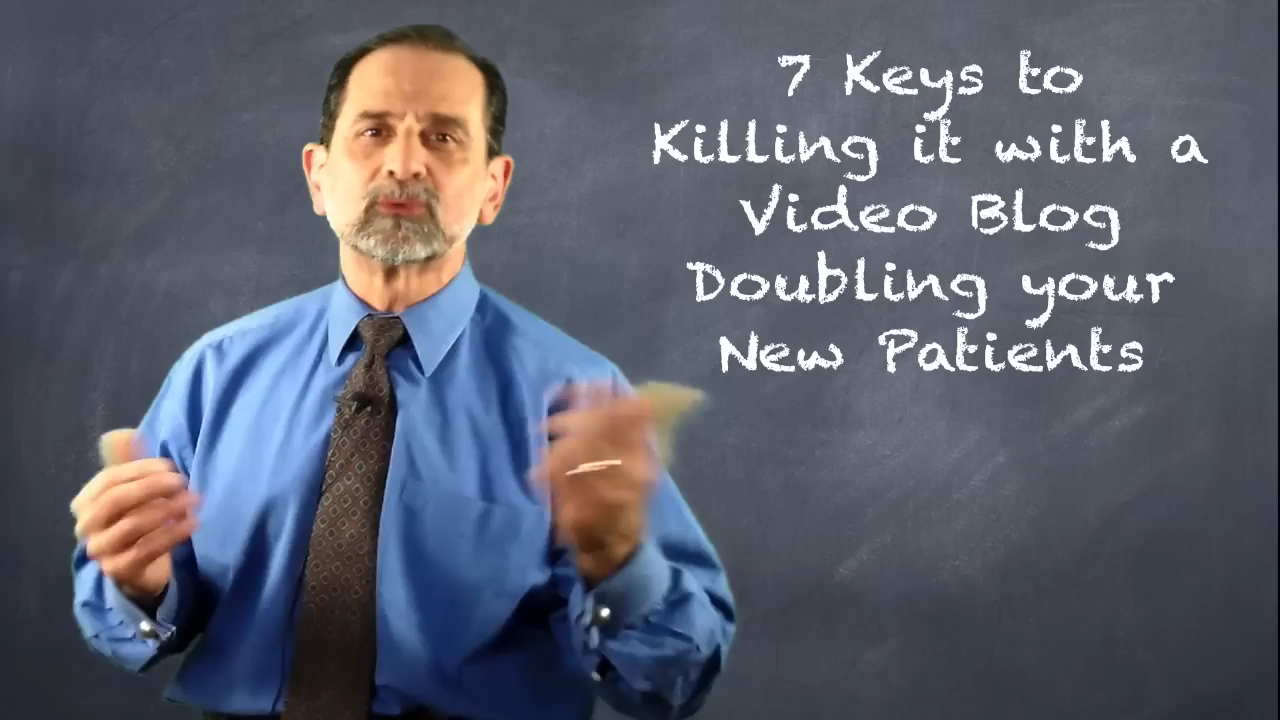 7 Keys to
Killing it with a
Video Blog
Doubling your
New Patients